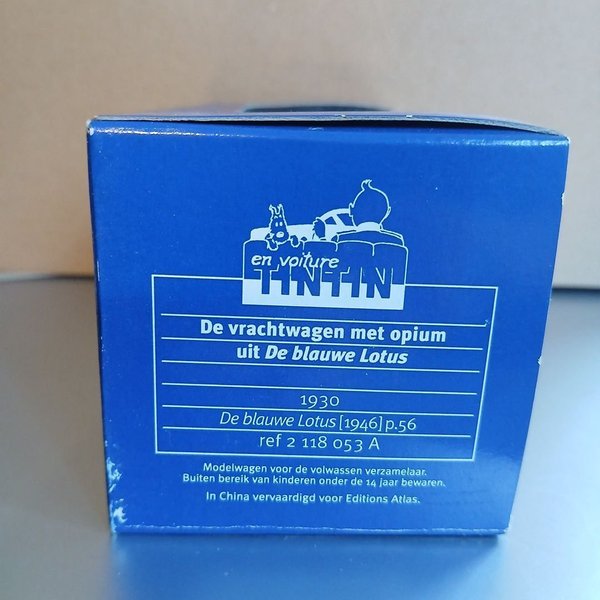 en voiture
TINTIN
De vrachtwagen met opium
uit De blauwe Lotus
1930
De blauwe Lotus [1946] p.56
ref 2 118 053 A
Modelwagen voor de volwassen verzamelaar.
Buiten bereik van kinderen onder de 14 jaar bewaren.
In China vervaardigd voor Editions Atlas.